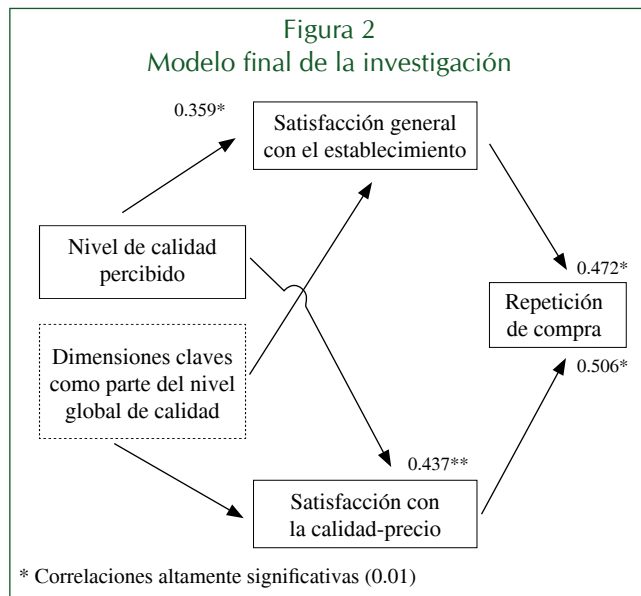 Figura 2
Modelo final de la investigación
0.359*
Satisfacción general
con el establecimiento
Nivel de calidad
percibido
0.472*
Repetición
de compra
0.506*
Dimensiones claves
como parte del nivel
global de calidad
0.437**
Satisfacción con
la calidad-precio
* Correlaciones altamente significativas (0.01)